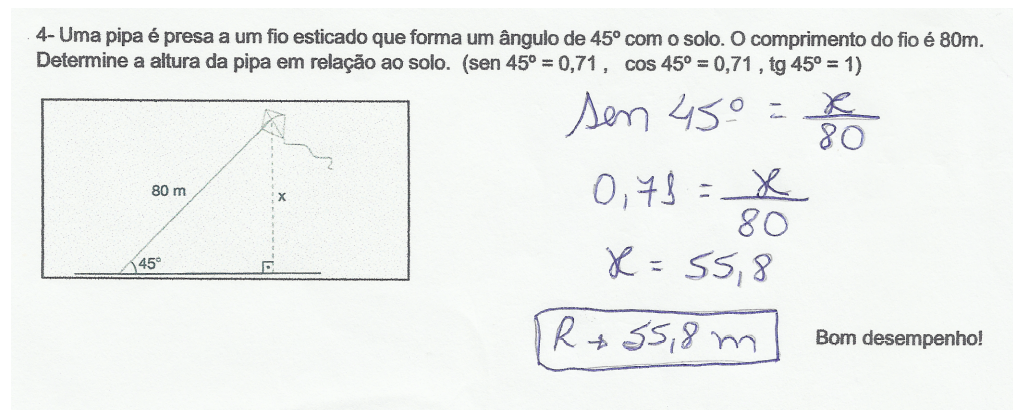 4- Uma pipa é presa a um fio esticado que forma um ângulo de 45º com o solo. O comprimento do fio é 80m.
Determine a altura da pipa em relação ao solo. (sen 45º = 0,71 , cos 45º = 0,71 , tg 45º = 1)
80 m
x
45°
sen 45º = x/80
0,71 = x/80
x = 55,8
R → 55,8 m
Bom desempenho!